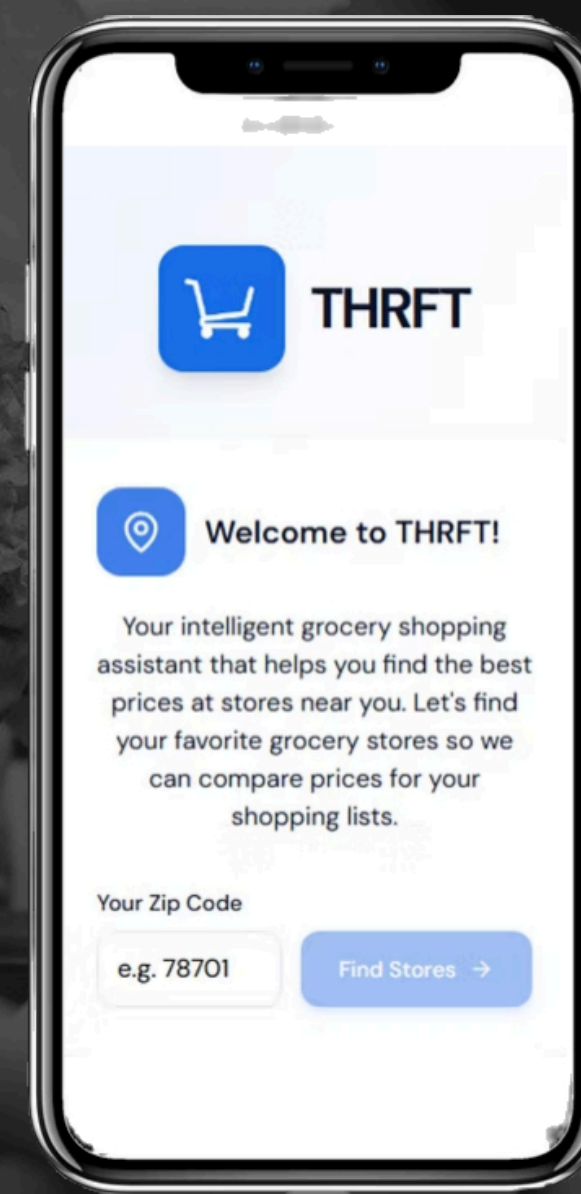 THRFT
Welcome to THRFT!
Your intelligent grocery shopping
assistant that helps you find the best
prices at stores near you. Let's find
your favorite grocery stores so we
can compare prices for your
shopping lists.
Your Zip Code
e.g. 78701
Find Stores →